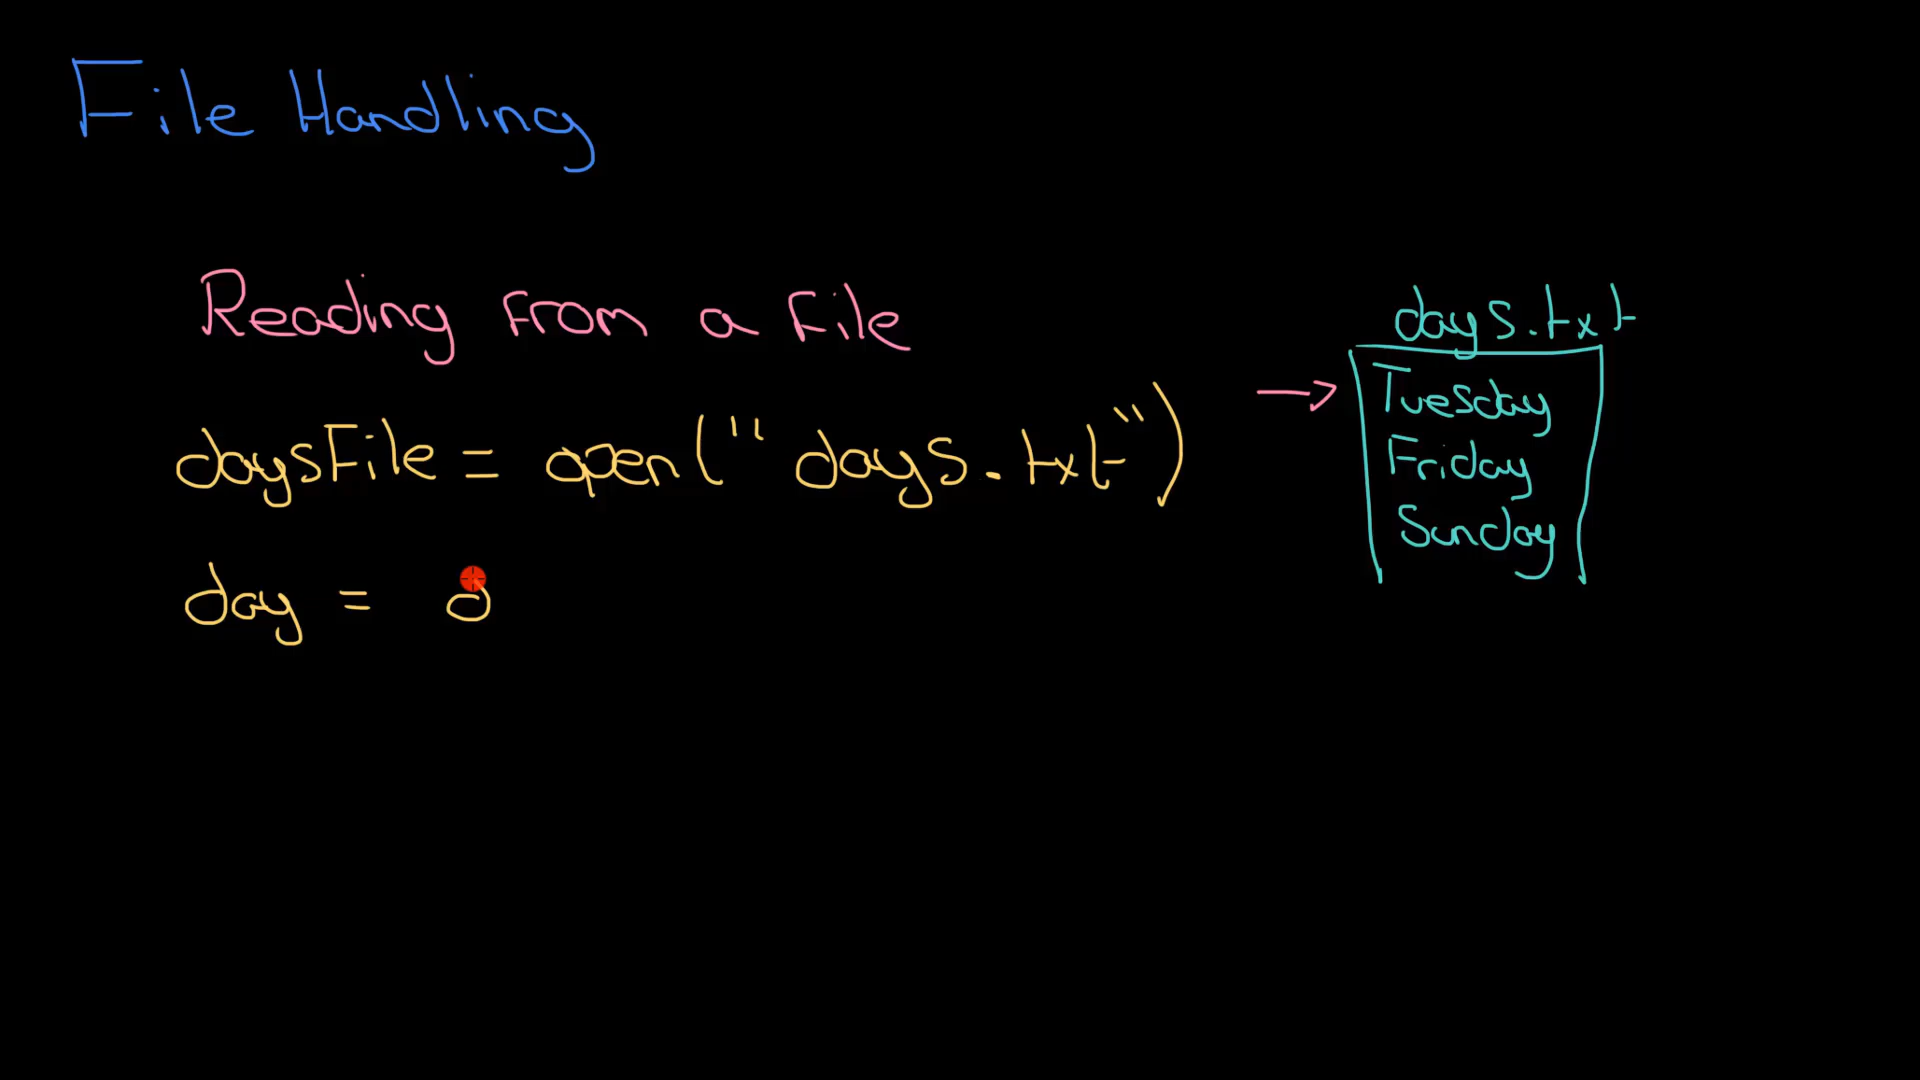 File Handling
Reading from a File
days.txt
daysFile = open("days.txt")
Tuesday
Friday
Sunday
day = d